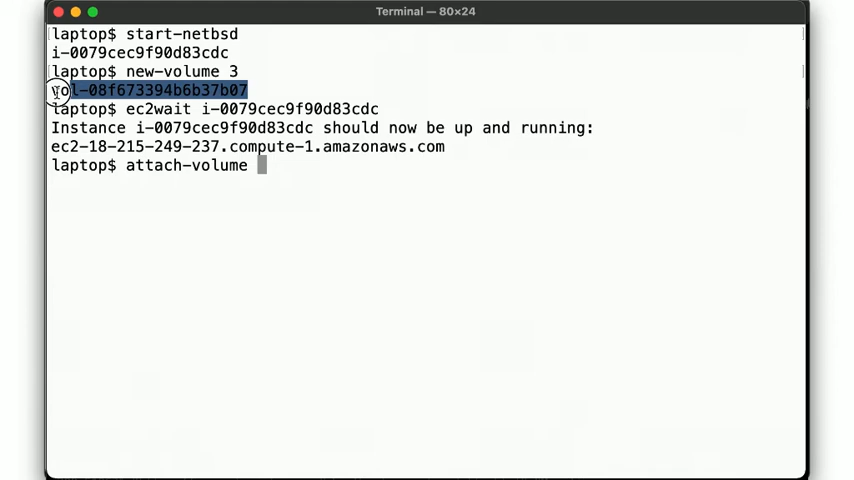 Terminal — 80×24
laptop$ start-netbsd
i-0079cec9f90d83cdc
laptop$ new-volume 3
vol-08f673394b6b37b07
laptop$ ec2wait i-0079cec9f90d83cdc
Instance i-0079cec9f90d83cdc should now be up and running:
ec2-18-215-249-237.compute-1.amazonaws.com
laptop$ attach-volume